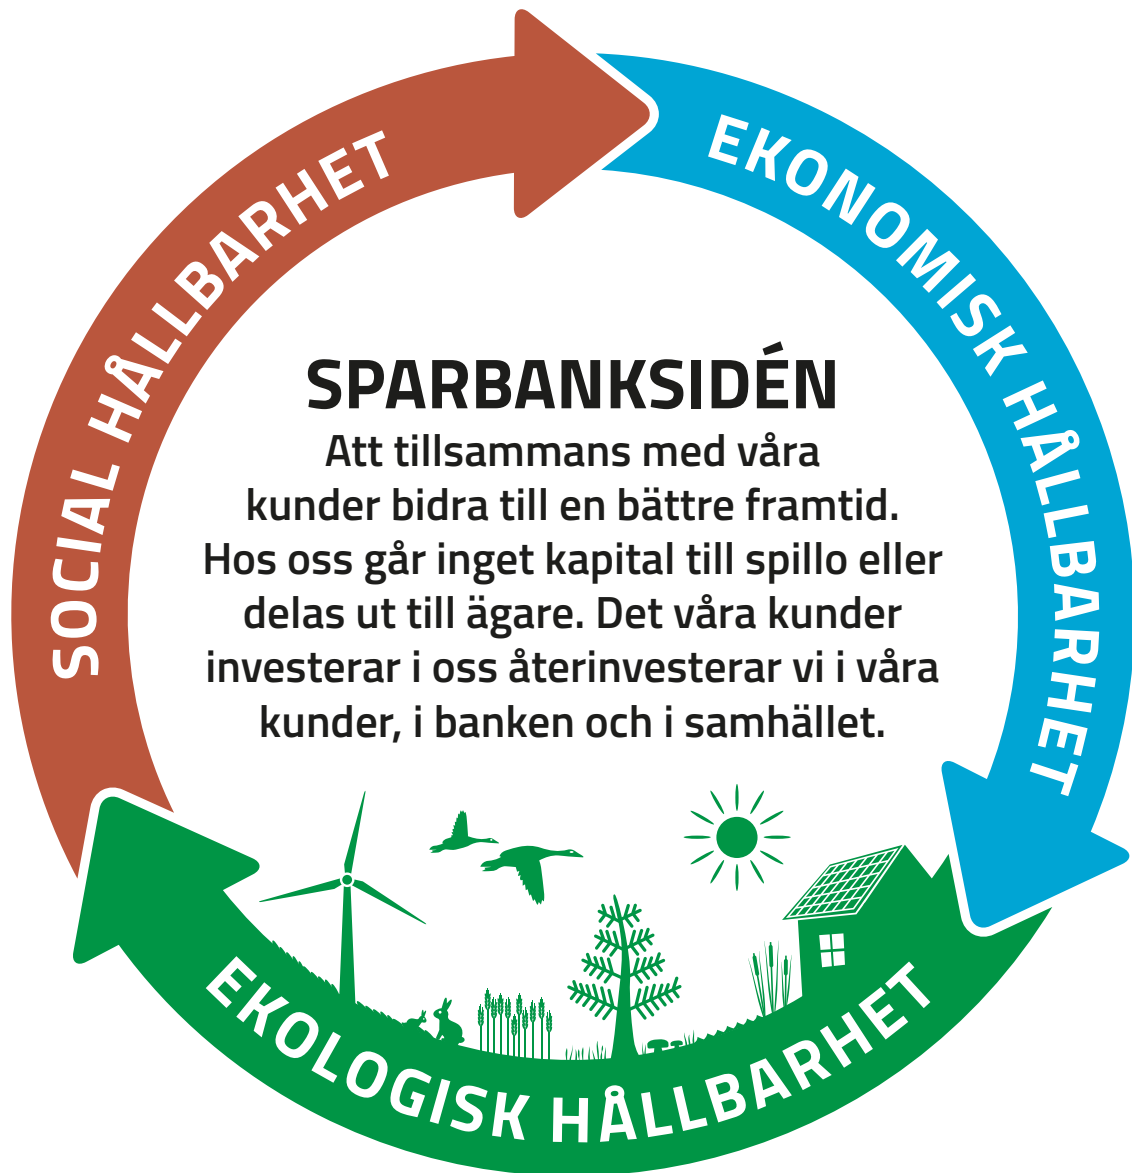 SOCIAL HÅLLBARHET
EKONOMISK HÅLLBARHET
SPARBANKSIDÉN
Att tillsammans med våra
kunder bidra till en bättre framtid.
Hos oss går inget kapital till spillo eller
delas ut till ägare. Det våra kunder
investerar i oss återinvesterar vi i våra
kunder, i banken och i samhället.
EKOLOGISK HÅLLBARHET